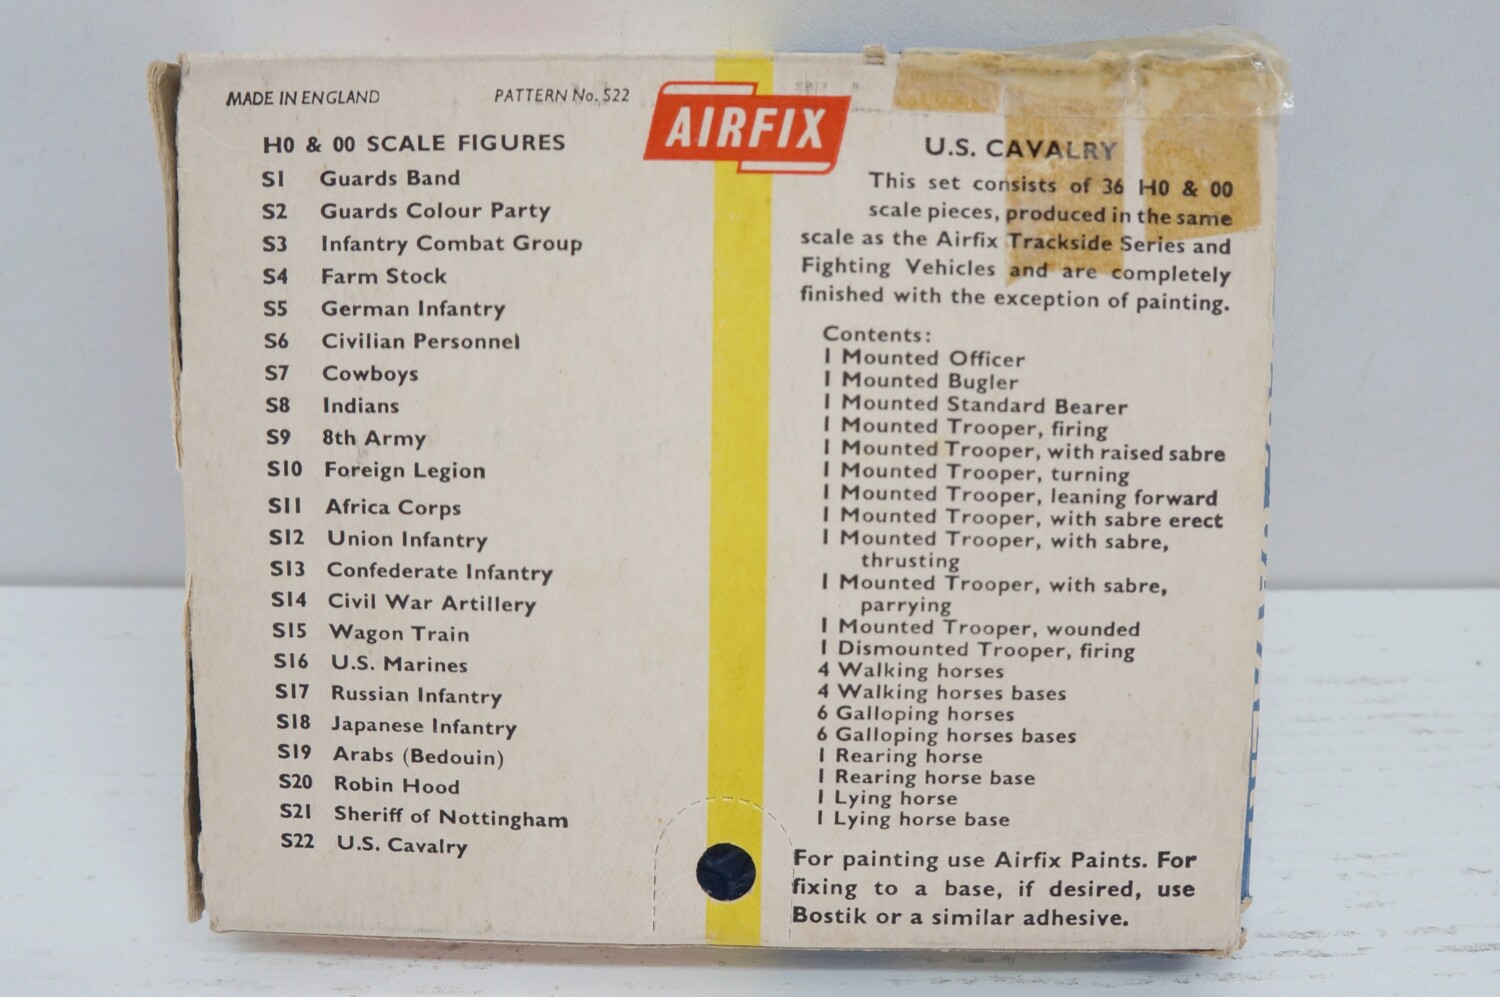 MADE IN ENGLAND
PATTERN No. S22
AIRFIX
H0 & 00 SCALE FIGURES
S1 Guards Band
S2 Guards Colour Party
S3 Infantry Combat Group
S4 Farm Stock
S5 German Infantry
S6 Civilian Personnel
S7 Cowboys
S8 Indians
S9 8th Army
S10 Foreign Legion
S11 Africa Corps
S12 Union Infantry
S13 Confederate Infantry
S14 Civil War Artillery
S15 Wagon Train
S16 U.S. Marines
S17 Russian Infantry
S18 Japanese Infantry
S19 Arabs (Bedouin)
S20 Robin Hood
S21 Sheriff of Nottingham
S22 U.S. Cavalry
U.S. CAVALRY
This set consists of 36 H0 & 00
scale pieces, produced in the same
scale as the Airfix Trackside Series and
Fighting Vehicles and are completely
finished with the exception of painting.
Contents:
1 Mounted Officer
1 Mounted Bugler
1 Mounted Standard Bearer
1 Mounted Trooper, firing
1 Mounted Trooper, with raised sabre
1 Mounted Trooper, turning
1 Mounted Trooper, leaning forward
1 Mounted Trooper, with sabre erect
1 Mounted Trooper, with sabre,
thrusting
1 Mounted Trooper, with sabre,
parrying
1 Mounted Trooper, wounded
1 Dismounted Trooper, firing
4 Walking horses
4 Walking horses bases
6 Galloping horses
6 Galloping horses bases
1 Rearing horse
1 Rearing horse base
1 Lying horse
1 Lying horse base
For painting use Airfix Paints. For
fixing to a base, if desired, use
Bostik or a similar adhesive.